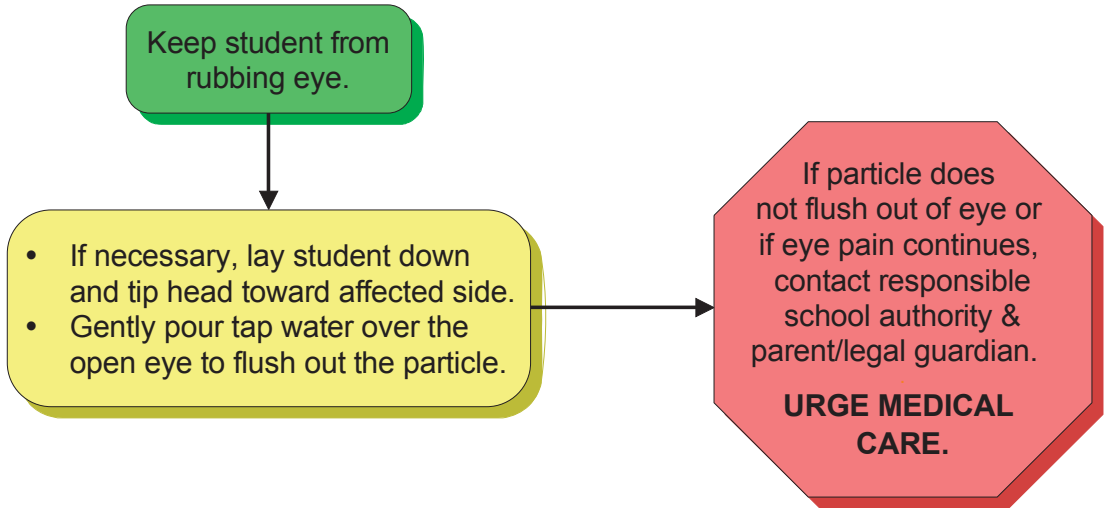 Keep student from
rubbing eye.
• If necessary, lay student down
and tip head toward affected side.
• Gently pour tap water over the
open eye to flush out the particle.
If particle does
not flush out of eye or
if eye pain continues,
contact responsible
school authority &
parent/legal guardian.
URGE MEDICAL
CARE.